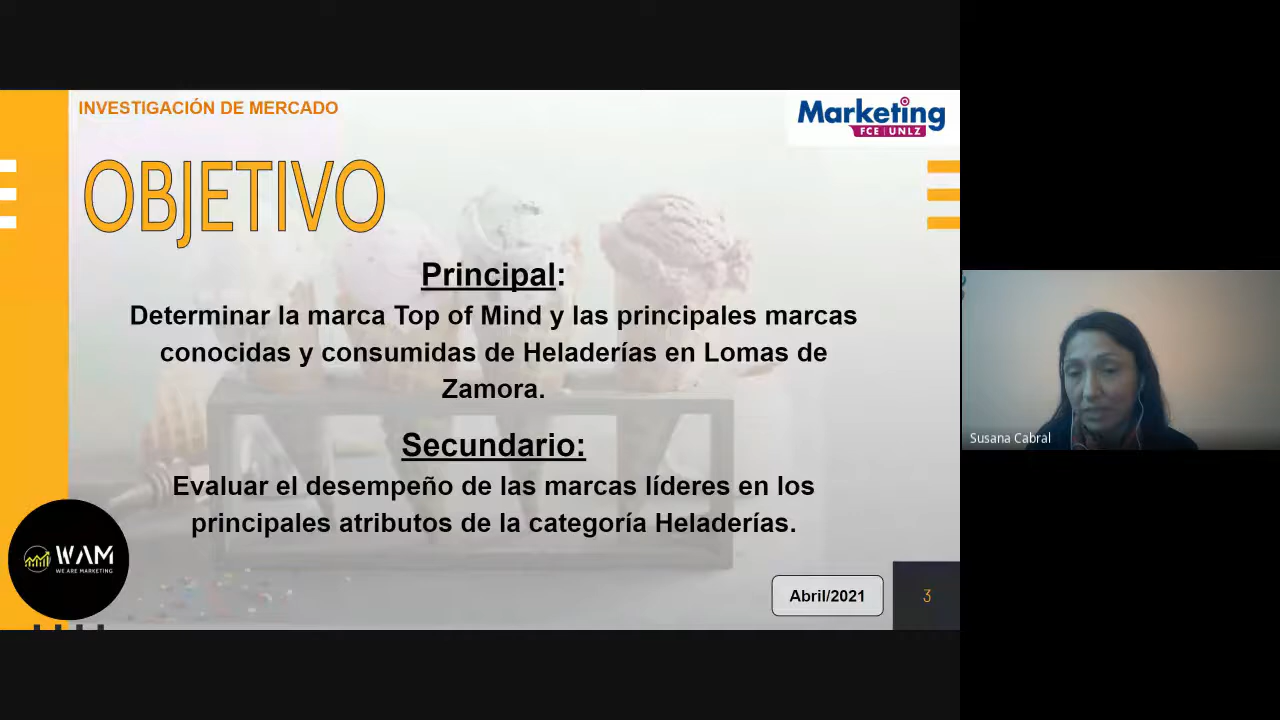 INVESTIGACIÓN DE MERCADO
Marketing
FCE | UNLZ
OBJETIVO
Principal:
Determinar la marca Top of Mind y las principales marcas
conocidas y consumidas de Heladerías en Lomas de
Zamora.
Secundario:
Evaluar el desempeño de las marcas líderes en los
principales atributos de la categoría Heladerías.
WAM
WE ARE MARKETING
Abril/2021
3
Susana Cabral